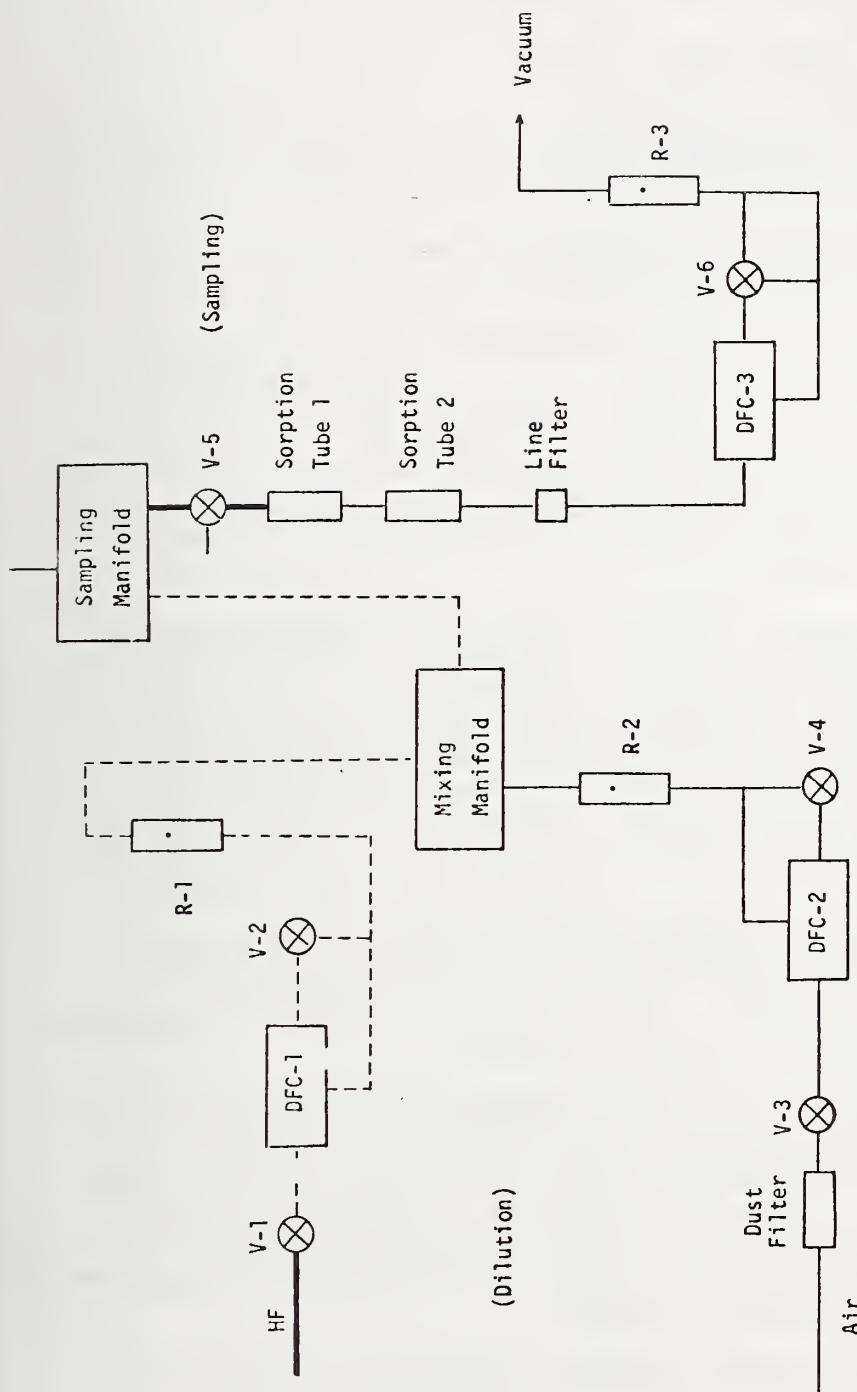 HF
V-1
DFC-1
V-2
R-1
(Dilution)
Air
Dust
Filter
V-3
DFC-2
V-4
R-2
Mixing
Manifold
Sampling
Manifold
V-5
(Sampling)
Sorption
Tube 1
Sorption
Tube 2
Line
Filter
DFC-3
V-6
R-3
Vacuum